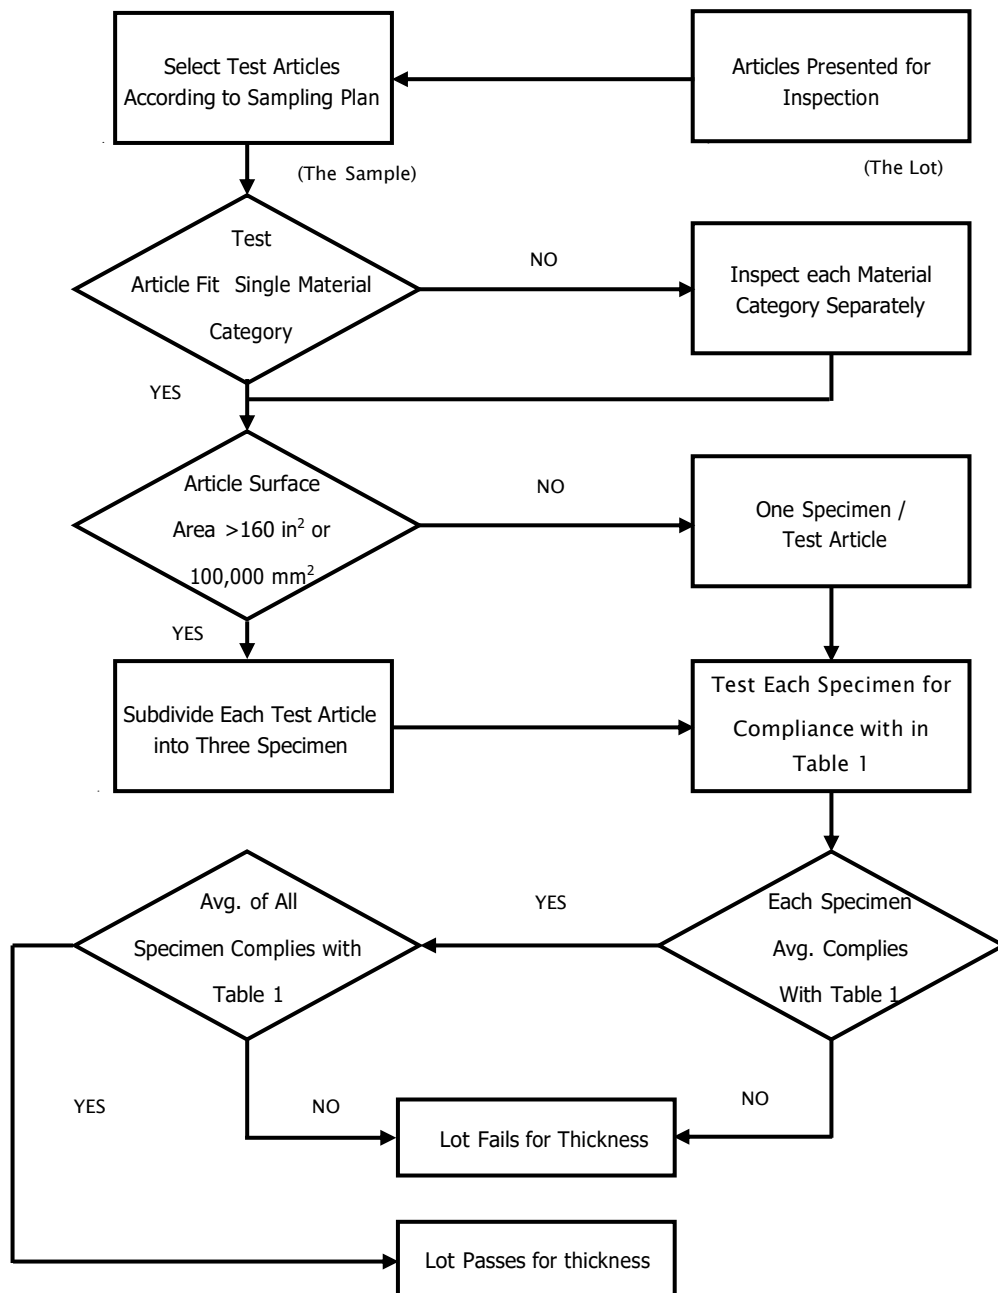 Select Test Articles
According to Sampling Plan
Articles Presented for
Inspection
(The Sample)
(The Lot)
Test
Article Fit Single Material
Category
NO
Inspect each Material
Category Separately
YES
Article Surface
Area >160 in² or
100,000 mm²
NO
One Specimen /
Test Article
YES
Subdivide Each Test Article
into Three Specimen
Test Each Specimen for
Compliance with in
Table 1
Avg. of All
Specimen Complies with
Table 1
YES
Each Specimen
Avg. Complies
With Table 1
YES
NO
NO
Lot Fails for Thickness
Lot Passes for thickness